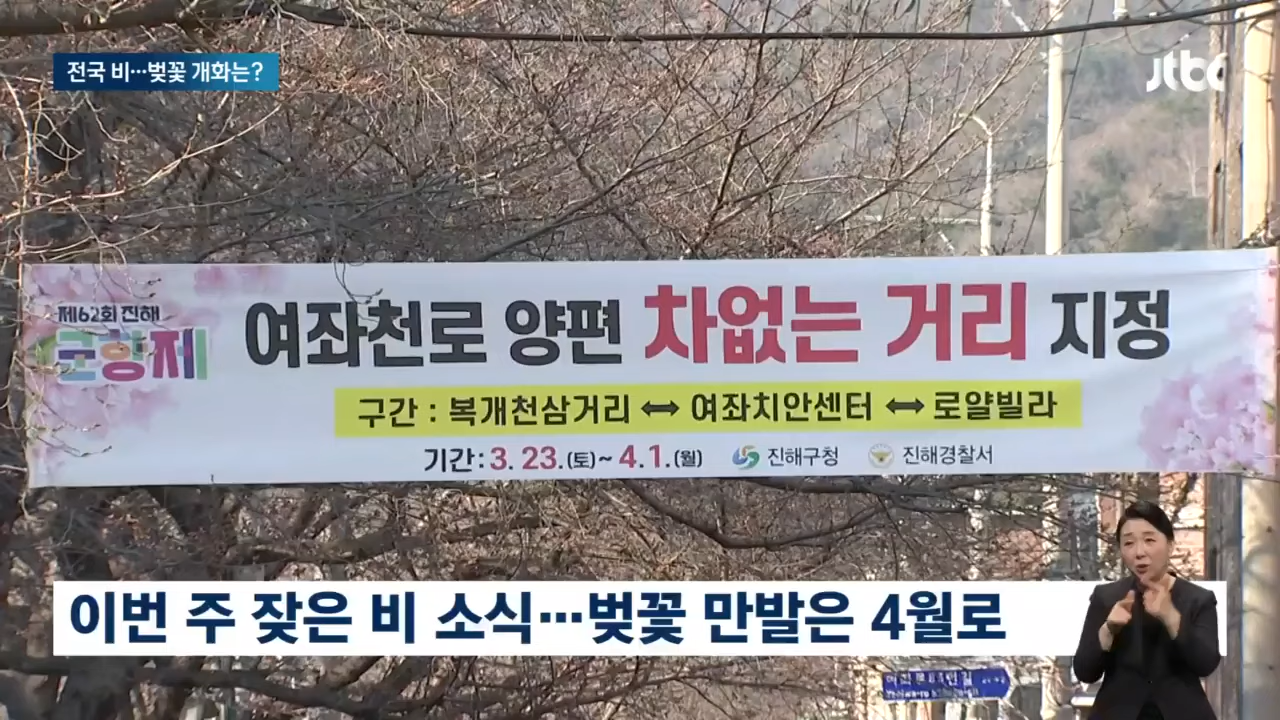 전국 비…벚꽃 개화는?
jtbc
제62회 진해
군항제
여좌천로 양편 차없는 거리 지정
구간 : 복개천삼거리 ⟷ 여좌치안센터 ⟷ 로얄빌라
기간 : 3. 23.(토)~ 4. 1.(월) 진해구청 진해경찰서
이번 주 잦은 비 소식…벚꽃 만발은 4월로